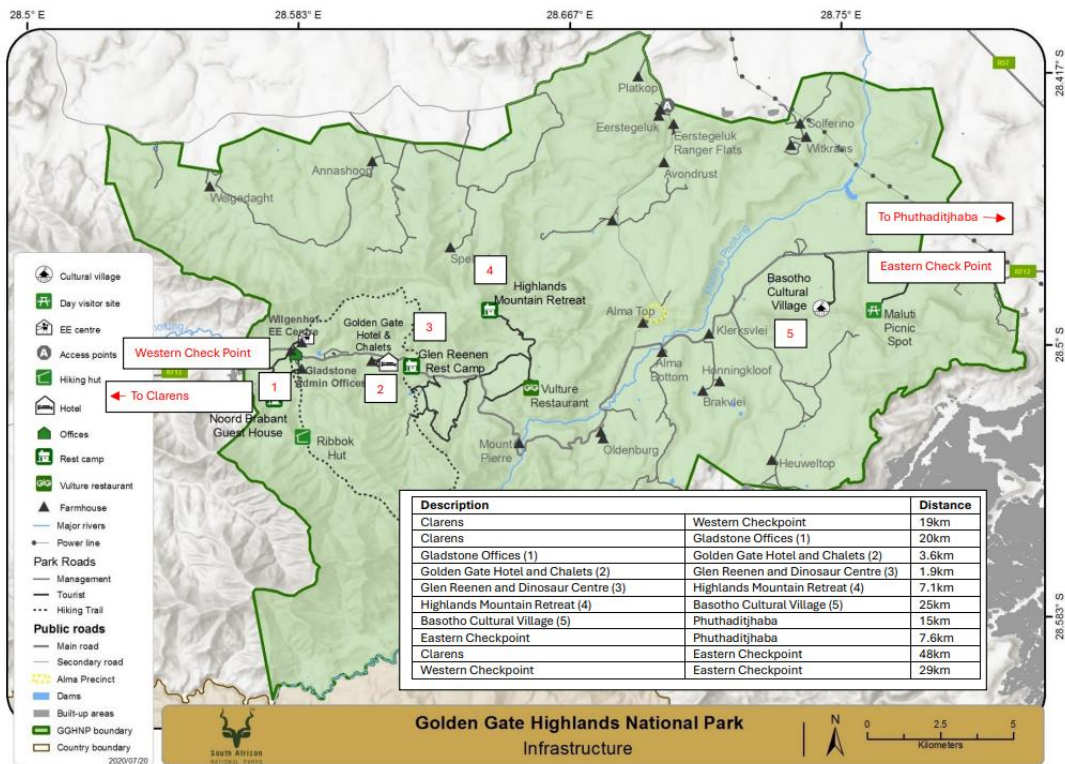 28.5° E
28.583° E
28.667° E
28.75° E
28.417° S
28.5° S
28.583° S
R57
Platkop
A
Eerstegeluk
Eerstegeluk
Ranger Flats
Solferino
Witkrans
Annashoop
Avondrust
Welgedaght
To Phuthaditjhaba
Eastern Check Point
R712
4
Highlands
Mountain Retreat
Basotho
Cultural
Village
Alma Top
Maluti
Picnic
Spot
5
Klerksvlei
Wilgenhof
EE Centre
Golden Gate
Hotel &
Chalets
3
Western Check Point
Glen Reenen
Rest Camp
Gladstone
Admin Offices
R712
1
2
To Clarens
Alma
Bottom
Honningkloof
Brakvlei
Vulture
Restaurant
Noord Brabant
Guest House
Ribbok
Hut
Mount
Pierre
Oldenburg
Heuweltop
Cultural village
Day visitor site
EE centre
A
Access points
Hiking hut
Hotel
Offices
Rest camp
Vulture restaurant
Farmhouse
Major rivers
Power line
Park Roads
Management
Tourist
Hiking Trail
Public roads
Main road
Secondary road
Alma Precinct
Dams
Built-up areas
GGHNP boundary
Country boundary
2020/07/20
Description Distance
Clarens Western Checkpoint 19km
Clarens Gladstone Offices (1) 20km
Gladstone Offices (1) Golden Gate Hotel and Chalets (2) 3.6km
Golden Gate Hotel and Chalets (2) Glen Reenen and Dinosaur Centre (3) 1.9km
Glen Reenen and Dinosaur Centre (3) Highlands Mountain Retreat (4) 7.1km
Highlands Mountain Retreat (4) Basotho Cultural Village (5) 25km
Basotho Cultural Village (5) Phuthaditjhaba 15km
Eastern Checkpoint Phuthaditjhaba 7.6km
Clarens Eastern Checkpoint 48km
Western Checkpoint Eastern Checkpoint 29km
South African
NATIONAL PARKS
Golden Gate Highlands National Park
Infrastructure
N
0 2.5 5
Kilometers